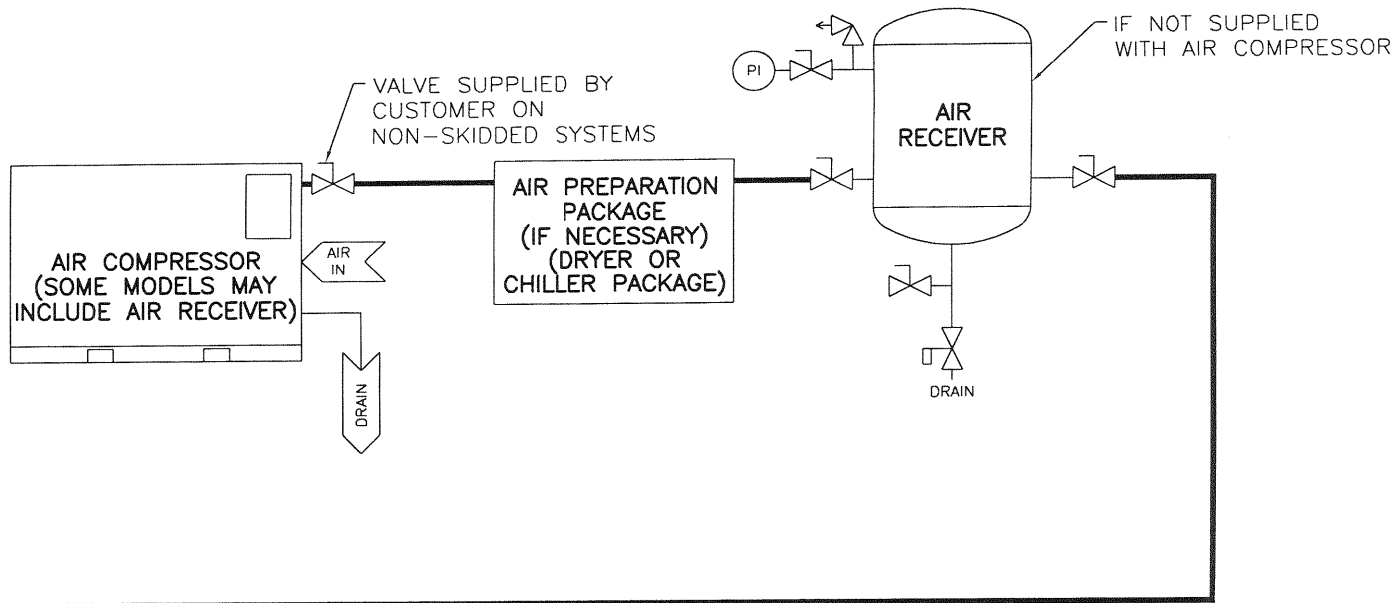 IF NOT SUPPLIED
WITH AIR COMPRESSOR
PI
VALVE SUPPLIED BY
CUSTOMER ON
NON-SKIDDED SYSTEMS
AIR
RECEIVER
AIR PREPARATION
PACKAGE
(IF NECESSARY)
(DRYER OR
CHILLER PACKAGE)
AIR COMPRESSOR
(SOME MODELS MAY
INCLUDE AIR RECEIVER)
AIR
IN
DRAIN
DRAIN